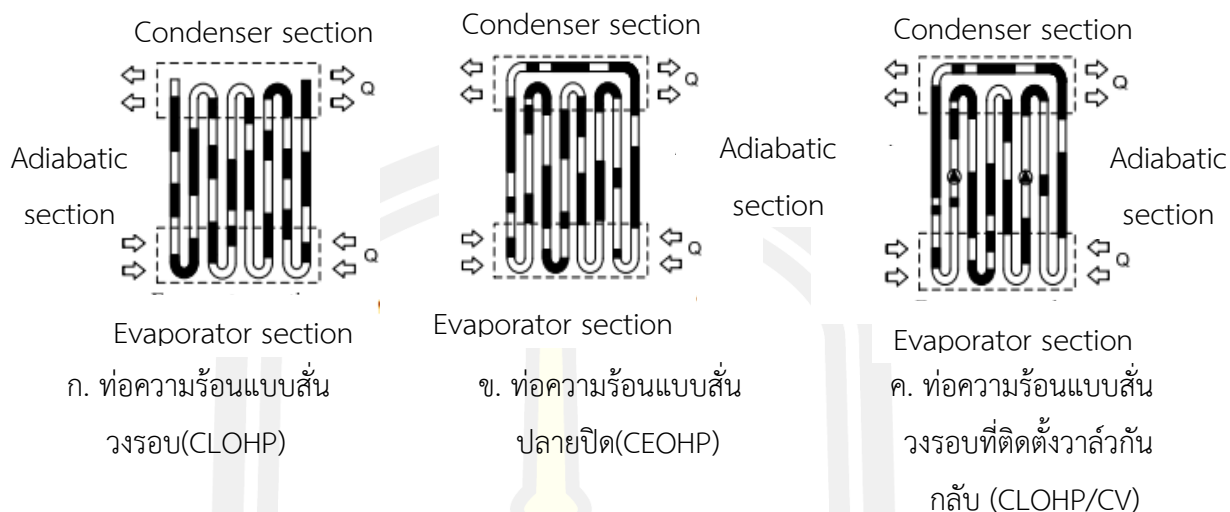 Condenser section
Q
Adiabatic
section
Q
Evaporator section
ก. ท่อความร้อนแบบสั่น
วงรอบ(CLOHP)
Condenser section
Q
Adiabatic
section
Q
Evaporator section
ข. ท่อความร้อนแบบสั่น
ปลายปิด(CEOHP)
Condenser section
Q
Adiabatic
section
Q
Evaporator section
ค. ท่อความร้อนแบบสั่น
วงรอบที่ติดตั้งวาล์วกัน
กลับ (CLOHP/CV)